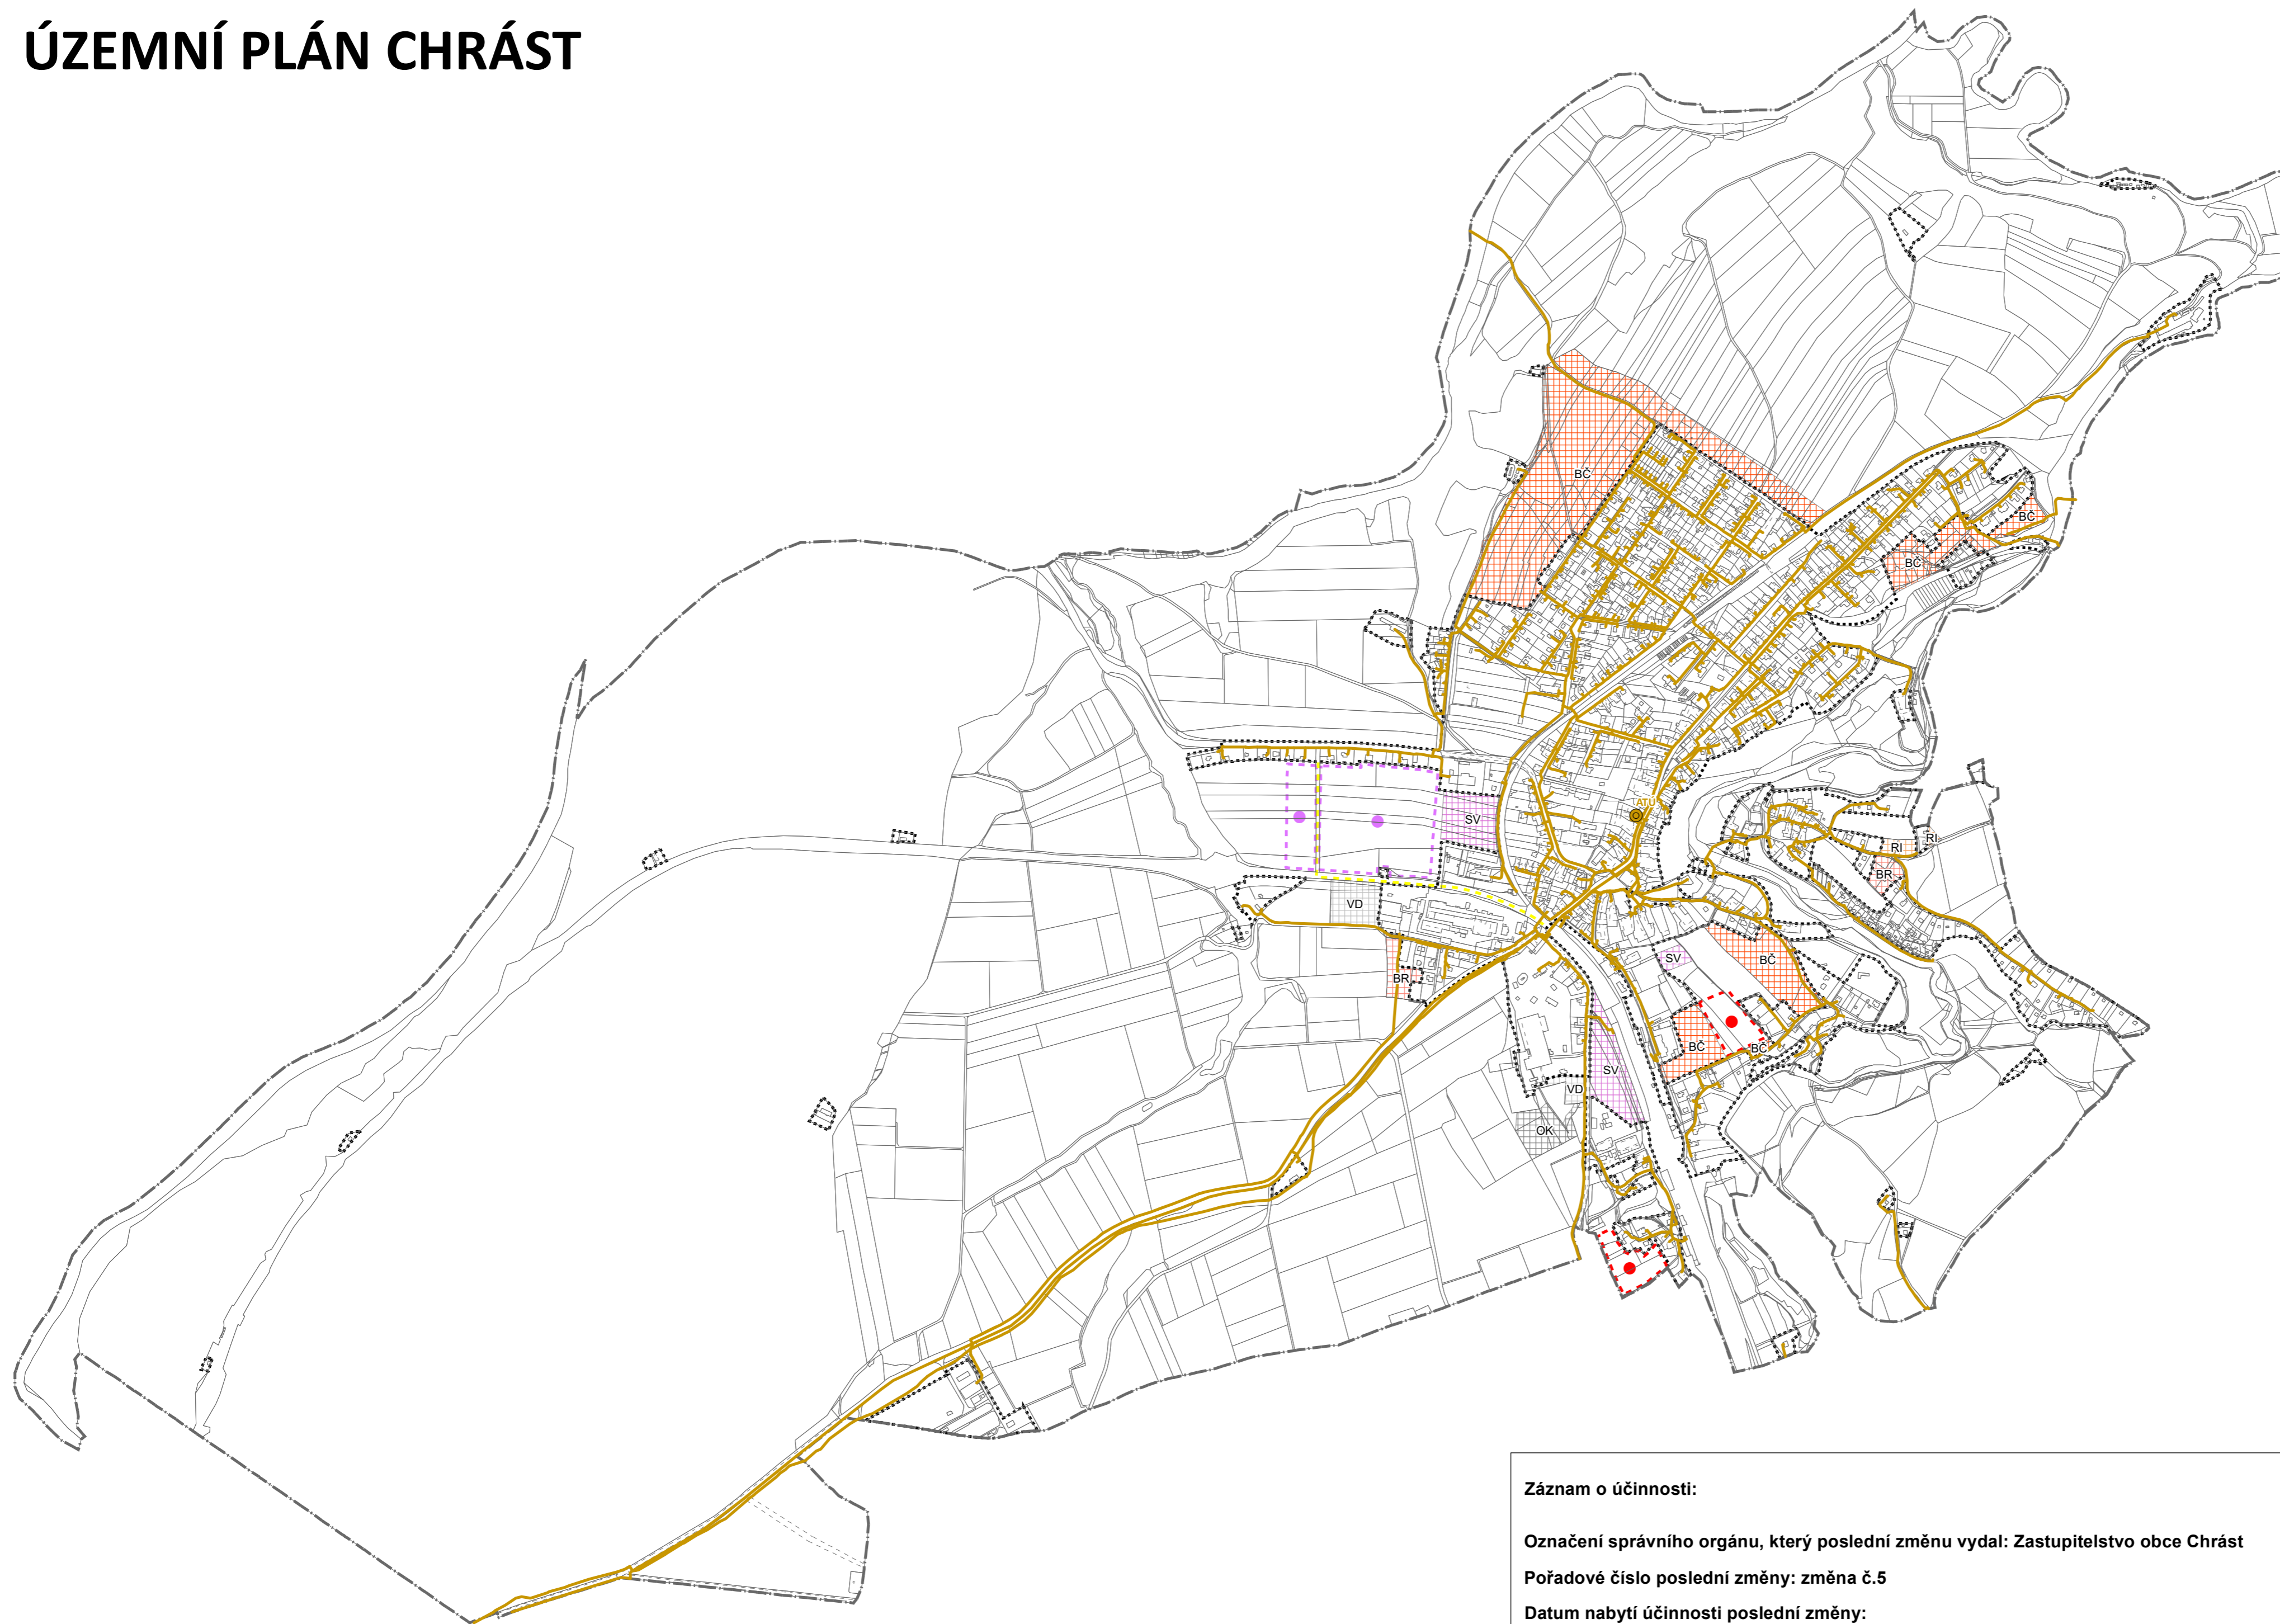 ÚZEMNÍ PLÁN CHRÁST
BČ
BČ
BČ
ATÚ
SV
RI
RI
BR
VD
SV
BČ
BR
BČ
BČ
SV
VD
OK
Záznam o účinnosti:
Označení správního orgánu, který poslední změnu vydal: Zastupitelstvo obce Chrást
Pořadové číslo poslední změny: změna č.5
Datum nabytí účinnosti poslední změny: